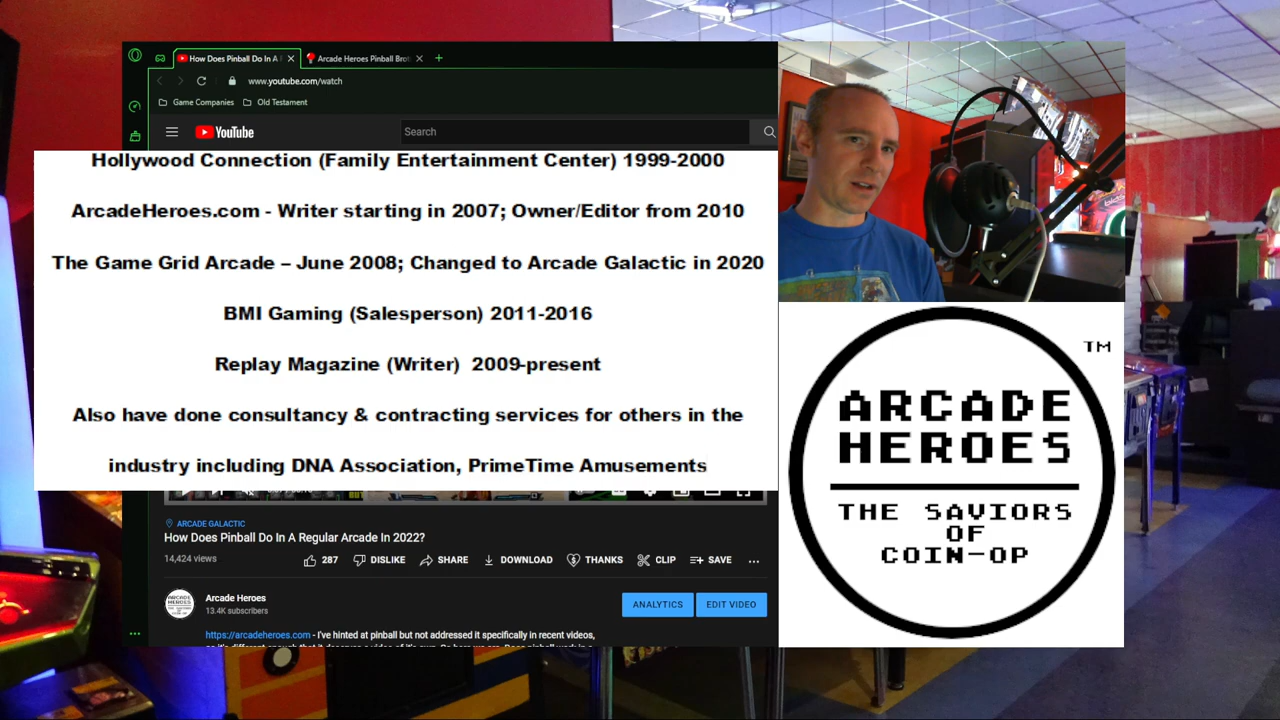 How Does Pinball Do In A
Arcade Heroes Pinball Bro
www.youtube.com/watch
Game Companies
Old Testament
YouTube
Search
Hollywood Connection (Family Entertainment Center) 1999-2000
ArcadeHeroes.com - Writer starting in 2007; Owner/Editor from 2010
The Game Grid Arcade – June 2008; Changed to Arcade Galactic in 2020
BMI Gaming (Salesperson) 2011-2016
Replay Magazine (Writer) 2009-present
Also have done consultancy & contracting services for others in the
industry including DNA Association, PrimeTime Amusements
ARCADE GALACTIC
How Does Pinball Do In A Regular Arcade In 2022?
14,424 views
287
DISLIKE
SHARE
DOWNLOAD
THANKS
CLIP
SAVE
Arcade Heroes
13.4K subscribers
ANALYTICS
EDIT VIDEO
https://arcadeheroes.com - I've hinted at pinball but not addressed it specifically in recent videos,
TM
ARCADE
HEROES
THE SAVIORS
OF
COIN-OP